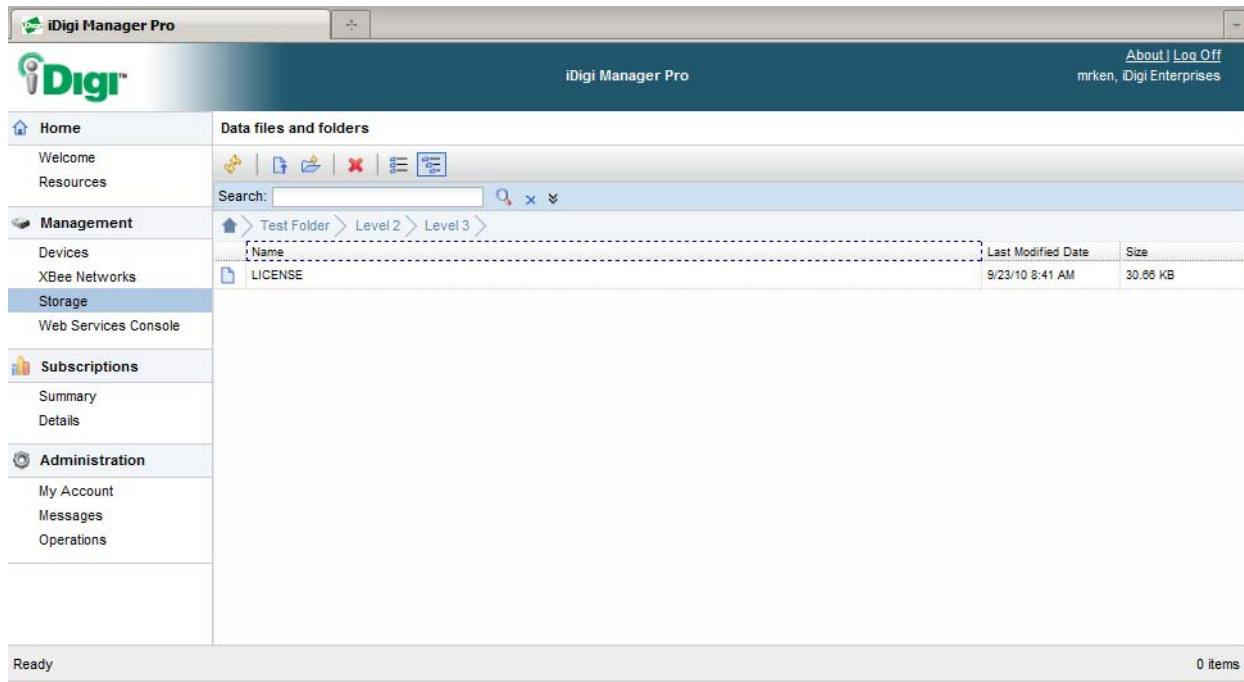 iDigi Manager Pro
iDigi™
iDigi Manager Pro
About | Log Off
mrken, iDigi Enterprises
Home
Welcome
Resources
Management
Devices
XBee Networks
Storage
Web Services Console
Subscriptions
Summary
Details
Administration
My Account
Messages
Operations
Data files and folders
Search:
Test Folder Level 2 Level 3
Name Last Modified Date Size
LICENSE 9/23/10 8:41 AM 30.66 KB
Ready 0 items